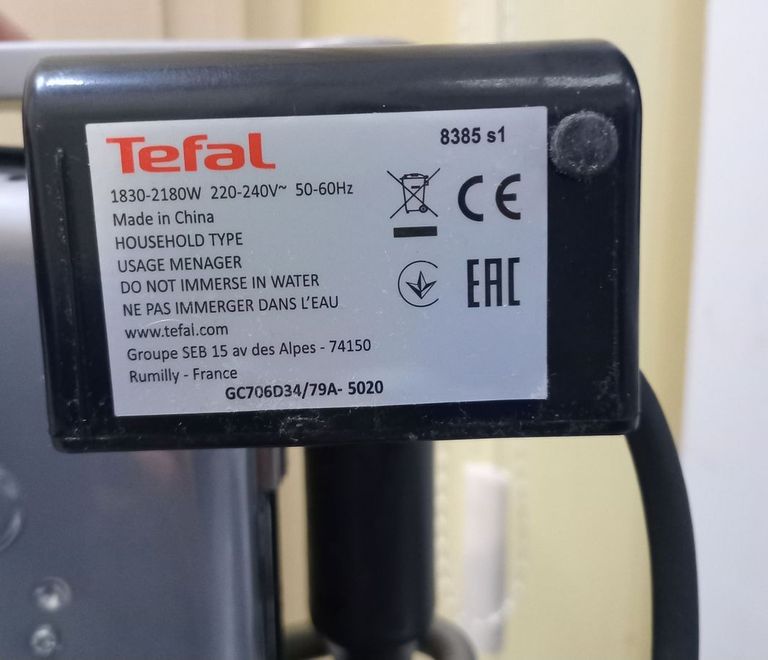 Tefal
8385 s1
1830-2180W 220-240V~ 50-60Hz
Made in China
HOUSEHOLD TYPE
USAGE MENAGER
DO NOT IMMERSE IN WATER
NE PAS IMMERGER DANS L'EAU
www.tefal.com
Groupe SEB 15 av des Alpes - 74150
Rumilly - France
GC706D34/79A- 5020
CE
EAC